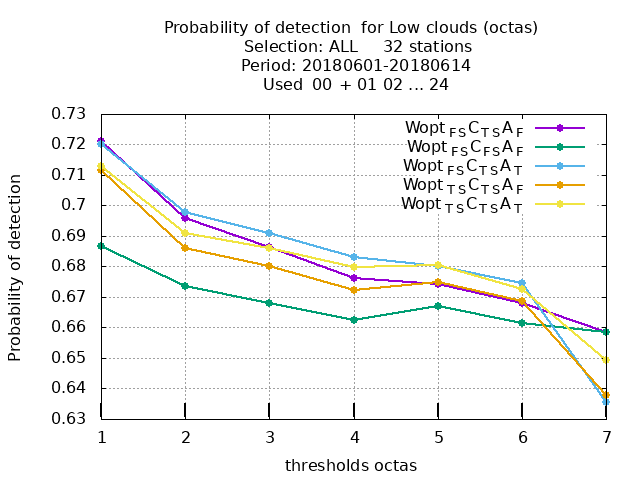 Probability of detection  for Low clouds (octas)
Selection: ALL     32 stations
Period: 20180601-20180614
Used  00 + 01 02 ... 24
Probability of detection
0.73
0.72
0.71
0.7
0.69
0.68
0.67
0.66
0.65
0.64
0.63
Wopt FS C TS A F
Wopt FS C FS A F
Wopt FS C TS A T
Wopt TS C TS A F
Wopt TS C TS A T
1 2 3 4 5 6 7
thresholds octas